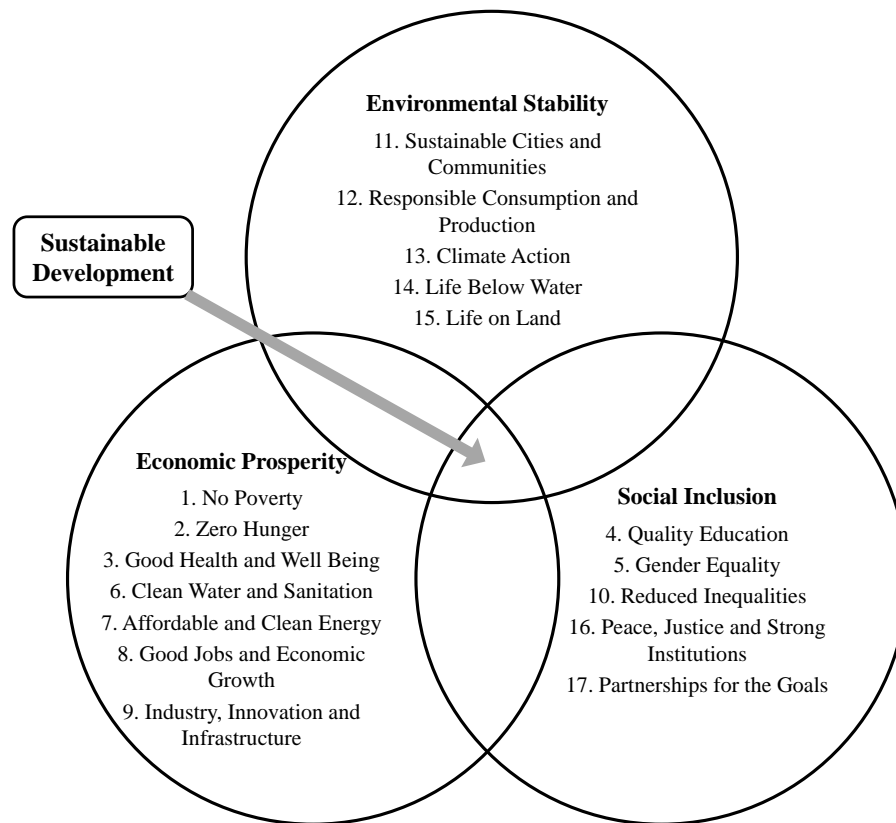 Environmental Stability
11. Sustainable Cities and
Communities
12. Responsible Consumption and
Production
13. Climate Action
14. Life Below Water
15. Life on Land
Sustainable
Development
Economic Prosperity
1. No Poverty
2. Zero Hunger
3. Good Health and Well Being
6. Clean Water and Sanitation
7. Affordable and Clean Energy
8. Good Jobs and Economic
Growth
9. Industry, Innovation and
Infrastructure
Social Inclusion
4. Quality Education
5. Gender Equality
10. Reduced Inequalities
16. Peace, Justice and Strong
Institutions
17. Partnerships for the Goals